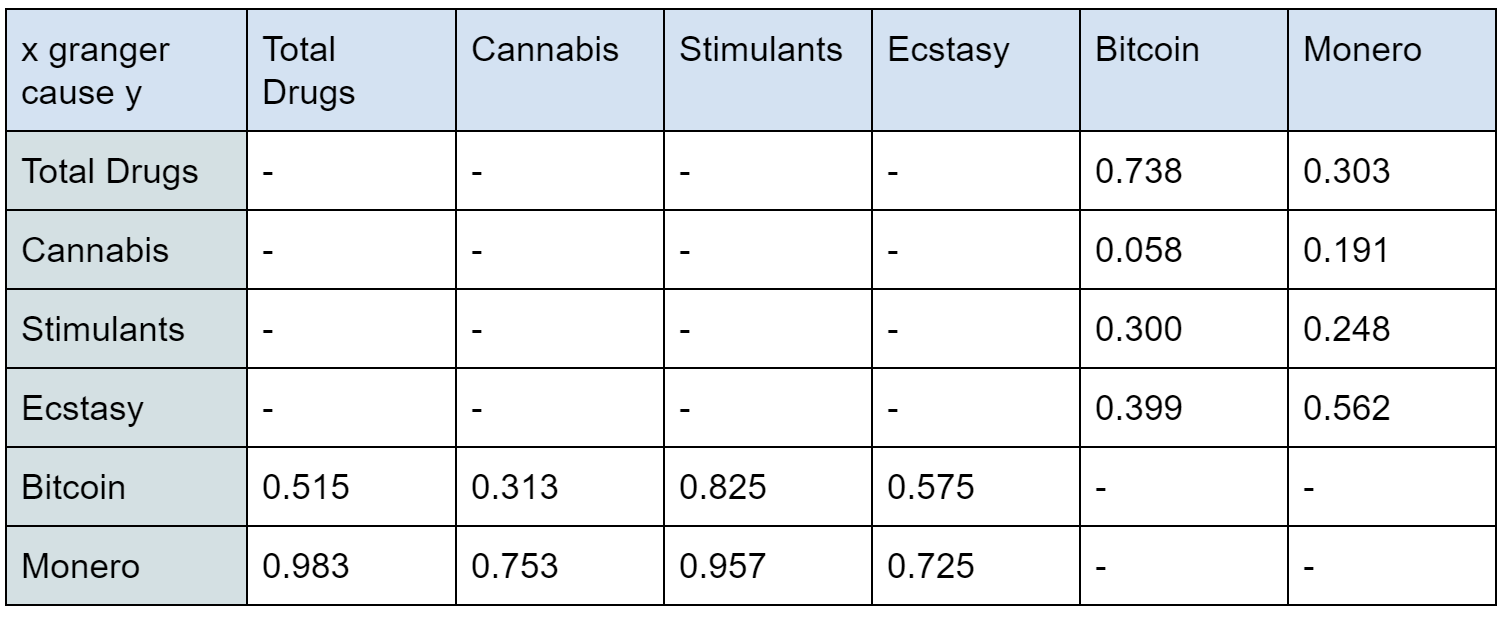 x granger Total Cannabis Stimulants Ecstasy Bitcoin Monero
cause y Drugs
Total Drugs - - - - 0.738 0.303
Cannabis - - - - 0.058 0.191
Stimulants - - - - 0.300 0.248
Ecstasy - - - - 0.399 0.562
Bitcoin 0.515 0.313 0.825 0.575 - -
Monero 0.983 0.753 0.957 0.725 - -